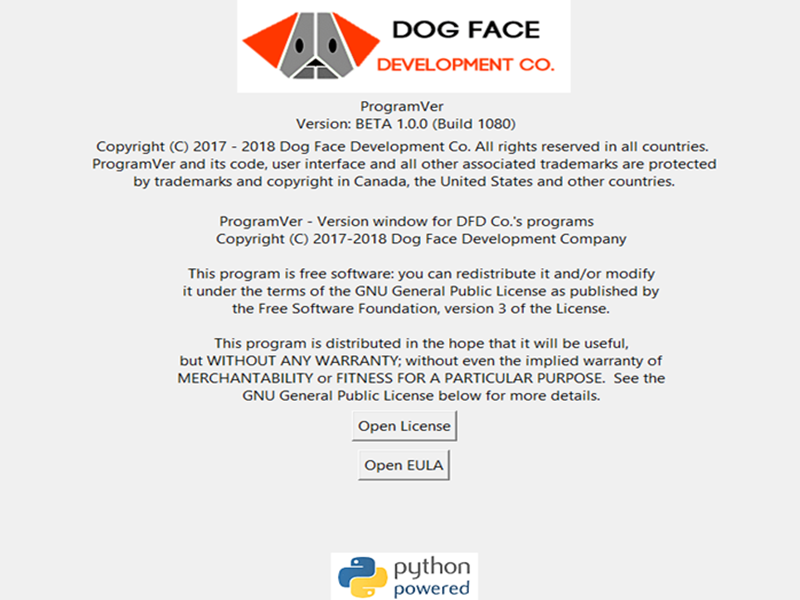 DOG FACE
DEVELOPMENT CO.
ProgramVer
Version: BETA 1.0.0 (Build 1080)
Copyright (C) 2017 - 2018 Dog Face Development Co. All rights reserved in all countries.
ProgramVer and its code, user interface and all other associated trademarks are protected
by trademarks and copyright in Canada, the United States and other countries.
ProgramVer - Version window for DFD Co.'s programs
Copyright (C) 2017-2018 Dog Face Development Company
This program is free software: you can redistribute it and/or modify
it under the terms of the GNU General Public License as published by
the Free Software Foundation, version 3 of the License.
This program is distributed in the hope that it will be useful,
but WITHOUT ANY WARRANTY; without even the implied warranty of
MERCHANTABILITY or FITNESS FOR A PARTICULAR PURPOSE.  See the
GNU General Public License below for more details.
Open License
Open EULA
python
powered